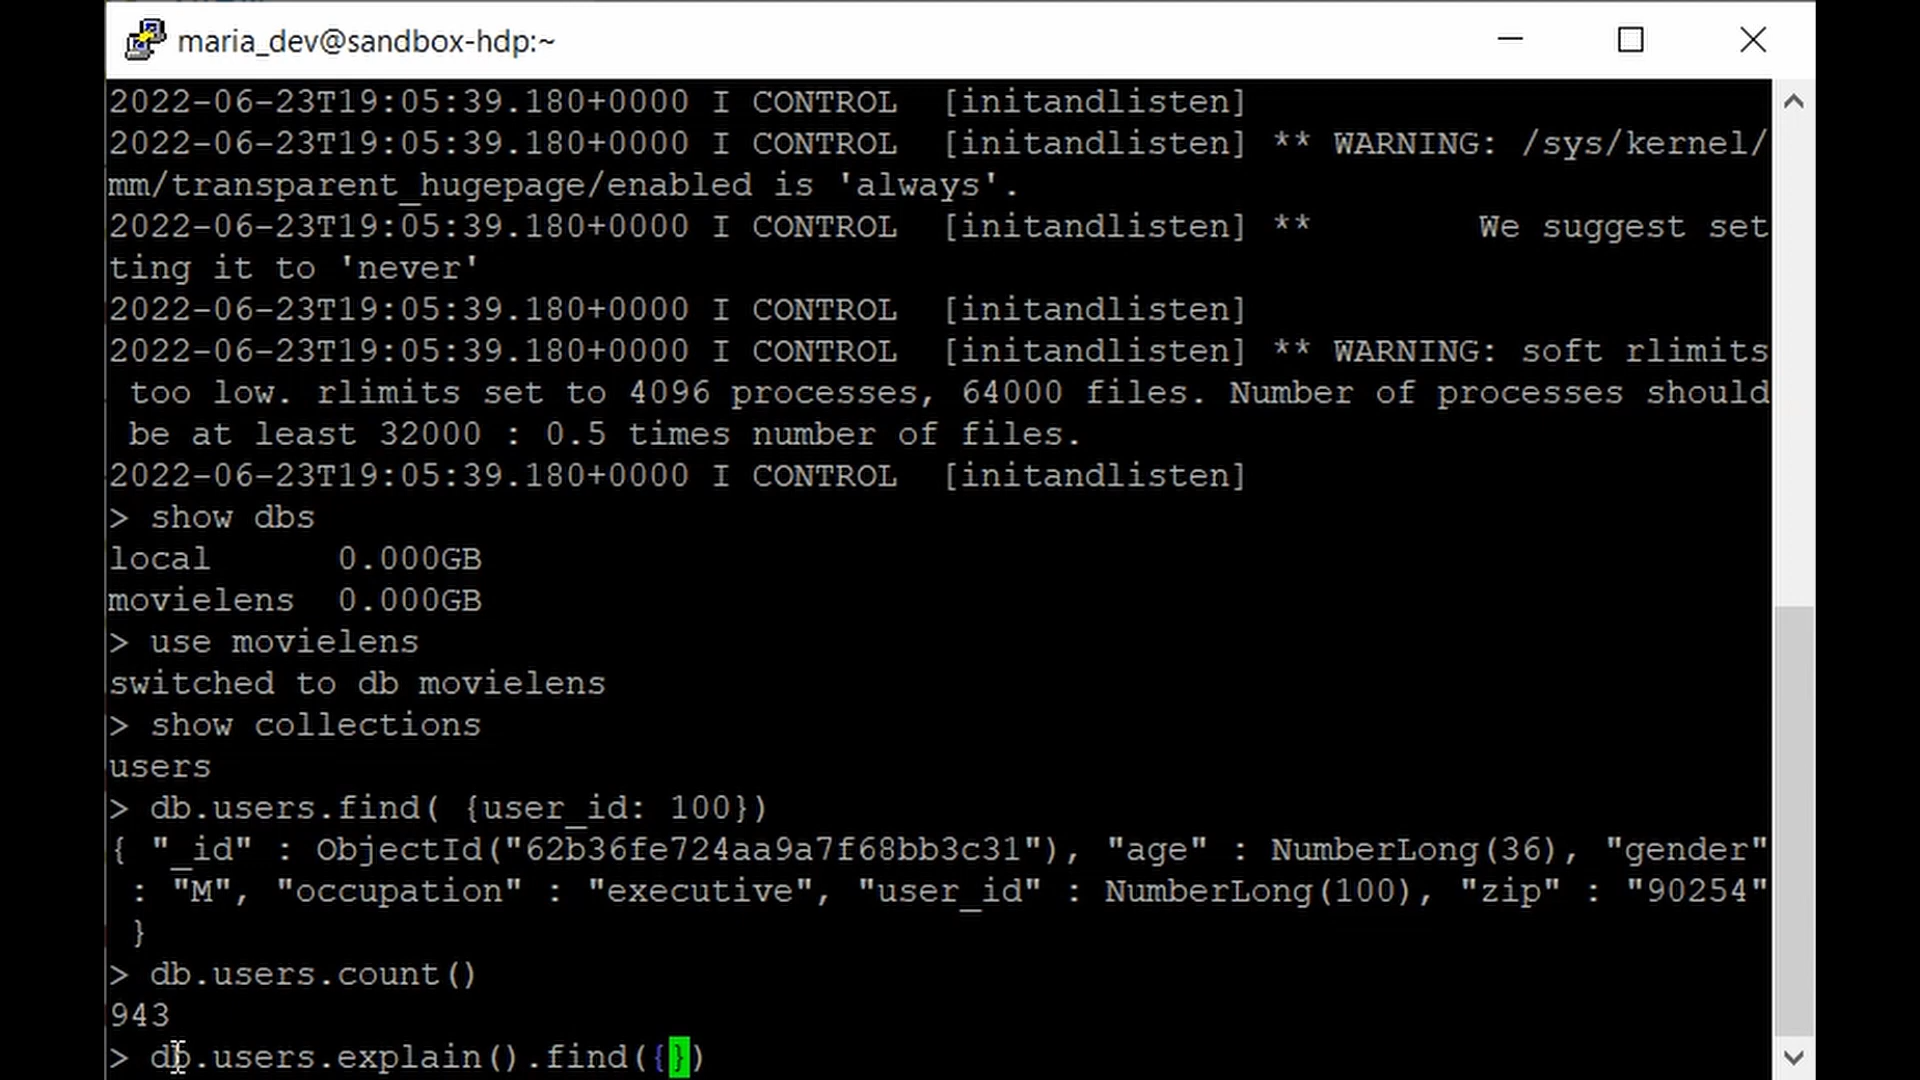 maria_dev@sandbox-hdp:~
2022-06-23T19:05:39.180+0000 I CONTROL  [initandlisten]
2022-06-23T19:05:39.180+0000 I CONTROL  [initandlisten] ** WARNING: /sys/kernel/
mm/transparent_hugepage/enabled is 'always'.
2022-06-23T19:05:39.180+0000 I CONTROL  [initandlisten] **        We suggest set
ting it to 'never'
2022-06-23T19:05:39.180+0000 I CONTROL  [initandlisten]
2022-06-23T19:05:39.180+0000 I CONTROL  [initandlisten] ** WARNING: soft rlimits
 too low. rlimits set to 4096 processes, 64000 files. Number of processes should
 be at least 32000 : 0.5 times number of files.
2022-06-23T19:05:39.180+0000 I CONTROL  [initandlisten]
> show dbs
local      0.000GB
movielens  0.000GB
> use movielens
switched to db movielens
> show collections
users
> db.users.find( {user_id: 100})
{ "_id" : ObjectId("62b36fe724aa9a7f68bb3c31"), "age" : NumberLong(36), "gender"
 : "M", "occupation" : "executive", "user_id" : NumberLong(100), "zip" : "90254"
 }
> db.users.count()
943
> db.users.explain().find({})